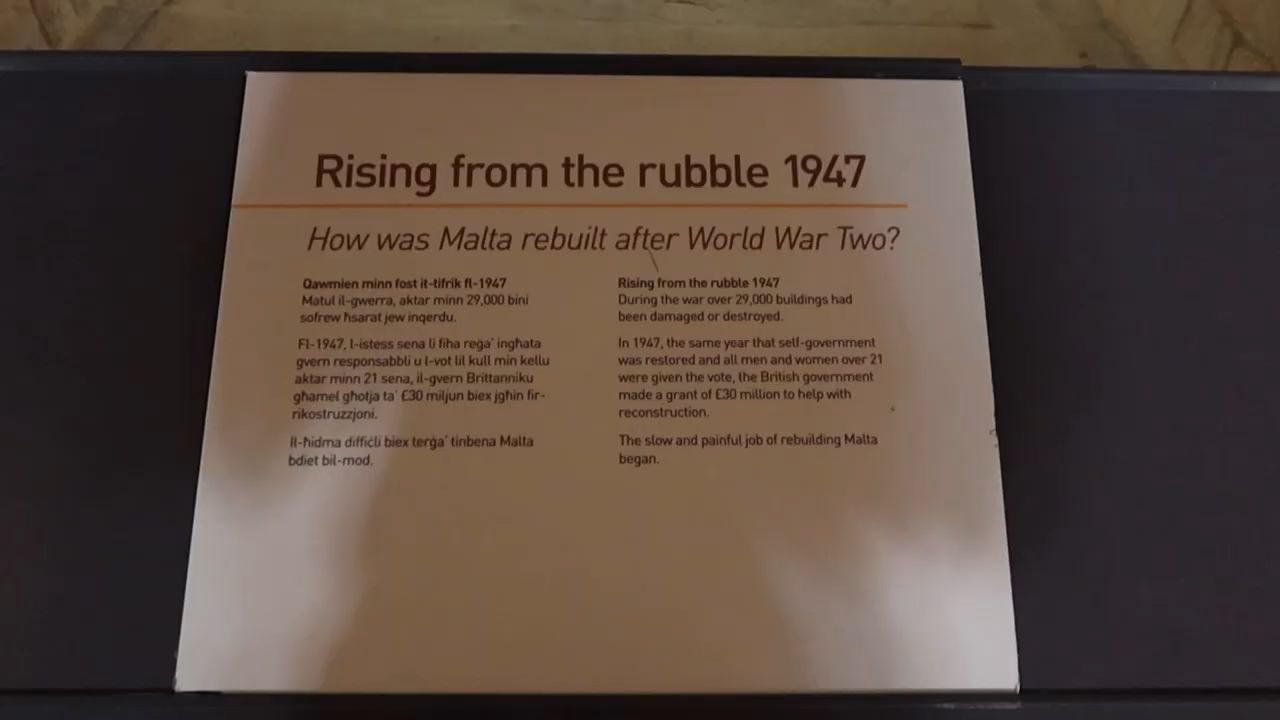 Rising from the rubble 1947
How was Malta rebuilt after World War Two?
Qawmien minn fost it-tifrik fl-1947
Matul il-gwerra, aktar minn 29,000 bini
sofrew ħsarat jew inqerdu.
Fl-1947, l-istess sena li fiha reġa' ingħata
gvern responsabbli u l-vot lil kull min kellu
aktar minn 21 sena, il-gvern Brittanniku
għamel għotja ta' £30 miljun biex jgħin fir-
rikostruzzjoni.
Il-ħidma diffiċli biex terġa' tinbena Malta
bdiet bil-mod.
Rising from the rubble 1947
During the war over 29,000 buildings had
been damaged or destroyed.
In 1947, the same year that self-government
was restored and all men and women over 21
were given the vote, the British government
made a grant of £30 million to help with
reconstruction.
The slow and painful job of rebuilding Malta
began.